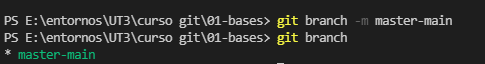 PS E:\entornos\UT3\curso git\01-bases> git branch -m master-main
PS E:\entornos\UT3\curso git\01-bases> git branch
* master-main